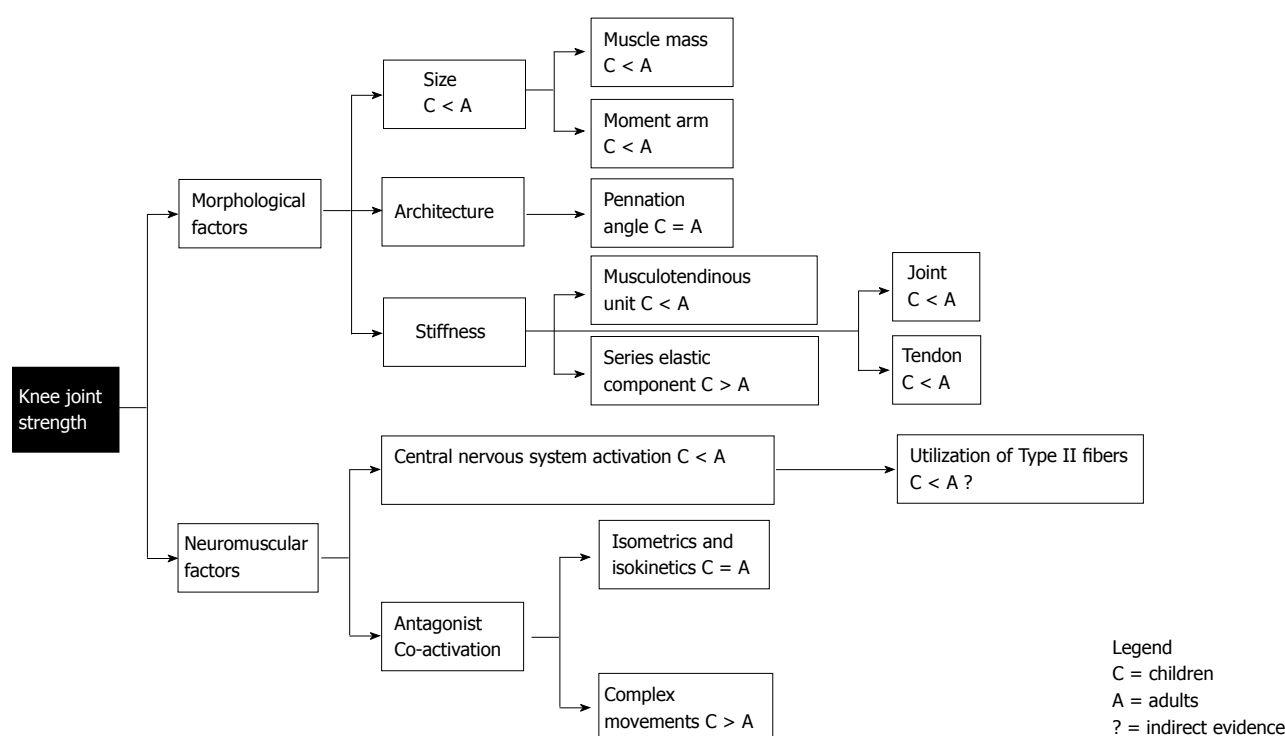 Knee joint
strength
Morphological
factors
Size
C < A
Muscle mass
C < A
Moment arm
C < A
Architecture
Pennation
angle C = A
Stiffness
Musculotendinous
unit C < A
Series elastic
component C > A
Joint
C < A
Tendon
C < A
Neuromuscular
factors
Central nervous system activation C < A
Utilization of Type II fibers
C < A ?
Antagonist
Co-activation
Isometrics and
isokinetics C = A
Complex
movements C > A
Legend
C = children
A = adults
? = indirect evidence